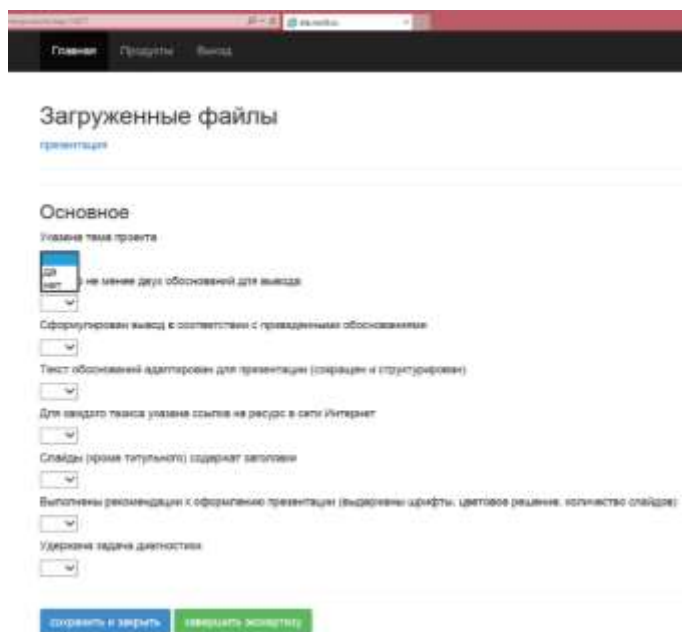 Главная Продукты Выход
Загруженные файлы
презентация
Основное
Указана тема проекта
да
нет
не менее двух обоснований для вывода
Сформулирован вывод в соответствии с приведенными обоснованиями
Текст обоснований адаптирован для презентации (сокращен и структурирован)
Для каждого тезиса указана ссылка на ресурс в сети Интернет
Слайды (кроме титульного) содержат заголовки
Выполнены рекомендации к оформлению презентации (выдержаны шрифты, цветовое решение, количество слайдов)
Удержана задача диагностики
сохранить и закрыть завершить экспертизу